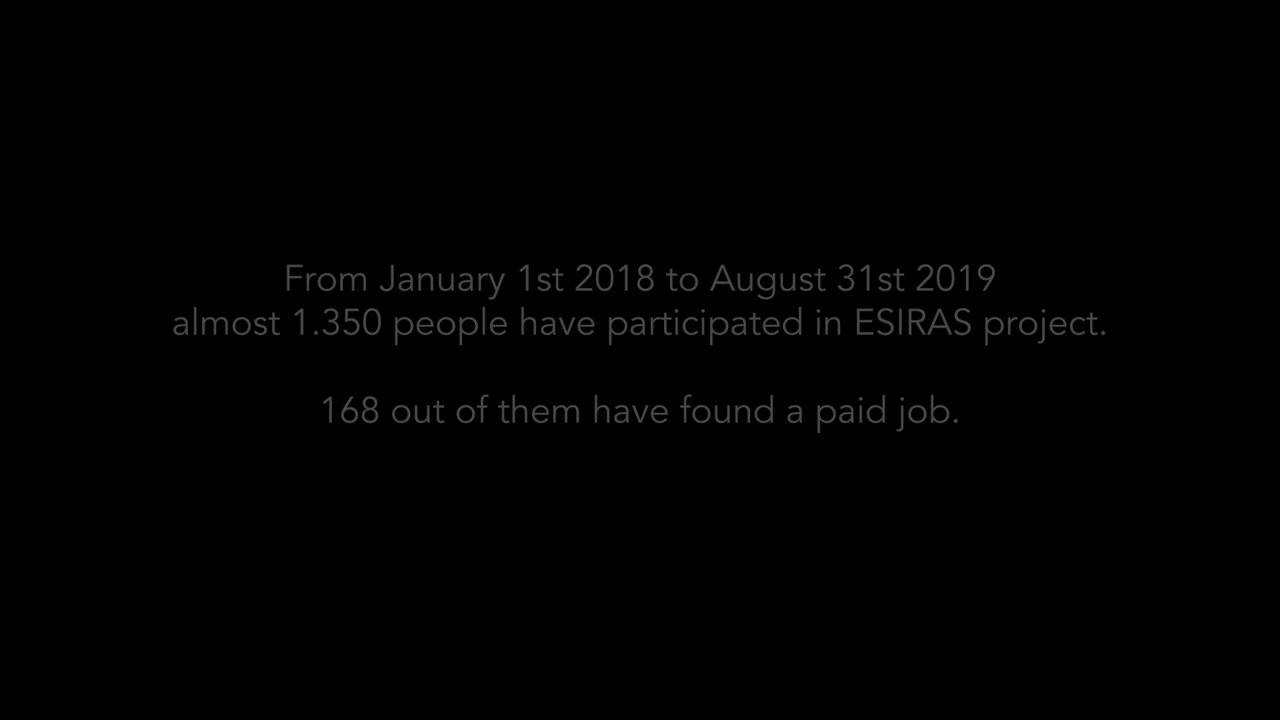 From January 1st 2018 to August 31st 2019
almost 1.350 people have participated in ESIRAS project.
168 out of them have found a paid job.